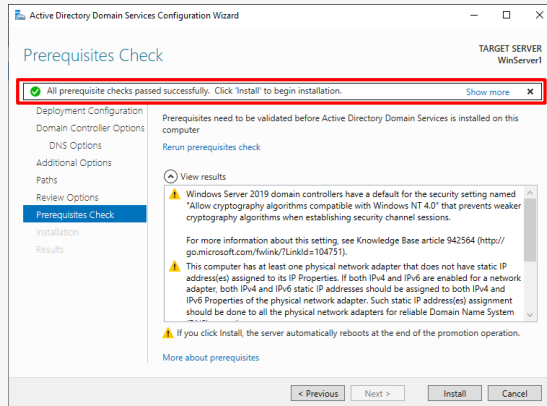 Active Directory Domain Services Configuration Wizard
Prerequisites Check
TARGET SERVER
WinServer1
All prerequisite checks passed successfully. Click 'Install' to begin installation.
Show more
Deployment Configuration
Domain Controller Options
DNS Options
Additional Options
Paths
Review Options
Prerequisites Check
Installation
Results
Prerequisites need to be validated before Active Directory Domain Services is installed on this
computer
Rerun prerequisites check
View results
Windows Server 2019 domain controllers have a default for the security setting named
"Allow cryptography algorithms compatible with Windows NT 4.0" that prevents weaker
cryptography algorithms when establishing security channel sessions.
For more information about this setting, see Knowledge Base article 942564 (http://
go.microsoft.com/fwlink/?LinkId=104751).
This computer has at least one physical network adapter that does not have static IP
address(es) assigned to its IP Properties. If both IPv4 and IPv6 are enabled for a network
adapter, both IPv4 and IPv6 static IP addresses should be assigned to both IPv4 and
IPv6 Properties of the physical network adapter. Such static IP address(es) assignment
should be done to all the physical network adapters for reliable Domain Name System
If you click Install, the server automatically reboots at the end of the promotion operation.
More about prerequisites
< Previous
Next >
Install
Cancel